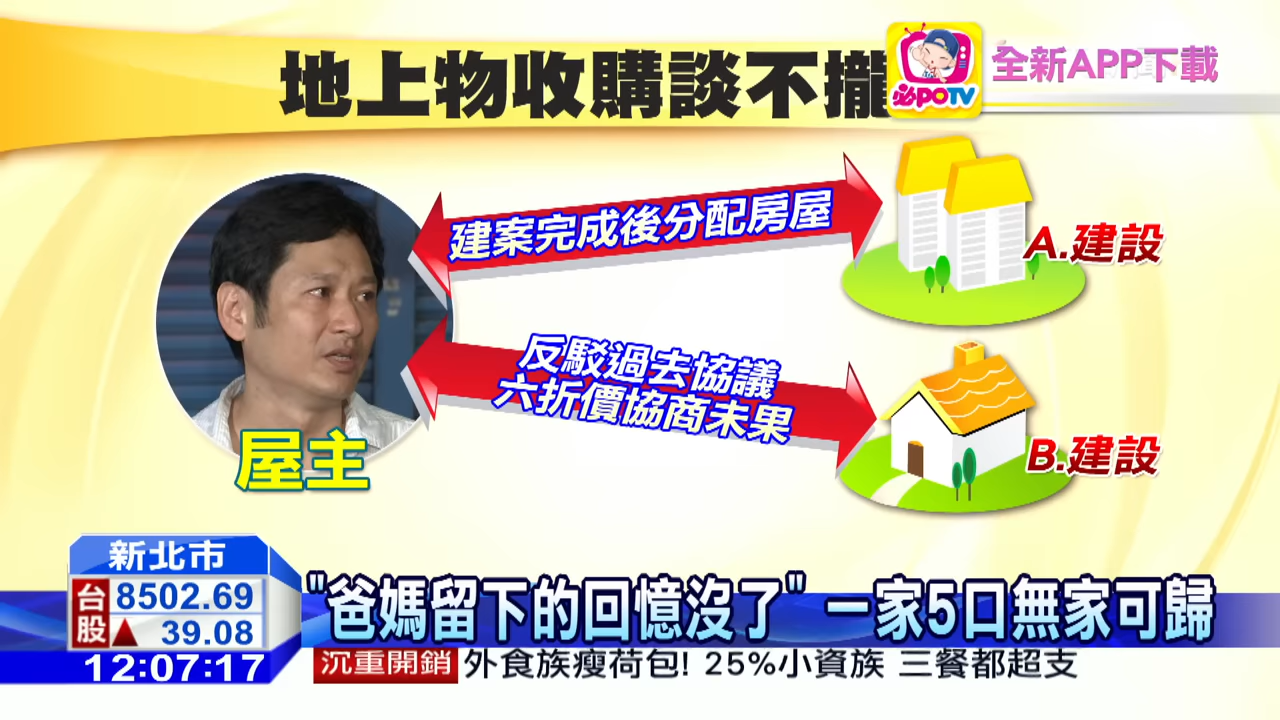 地上物收購談不攏
必POTV
全新APP下載
建案完成後分配房屋
A.建設
反駁過去協議
六折價協商未果
B.建設
屋主
新北市
台股 8502.69
▲ 39.08
12:07:17
"爸媽留下的回憶沒了" 一家5口無家可歸
沉重開銷 外食族瘦荷包! 25%小資族 三餐都超支